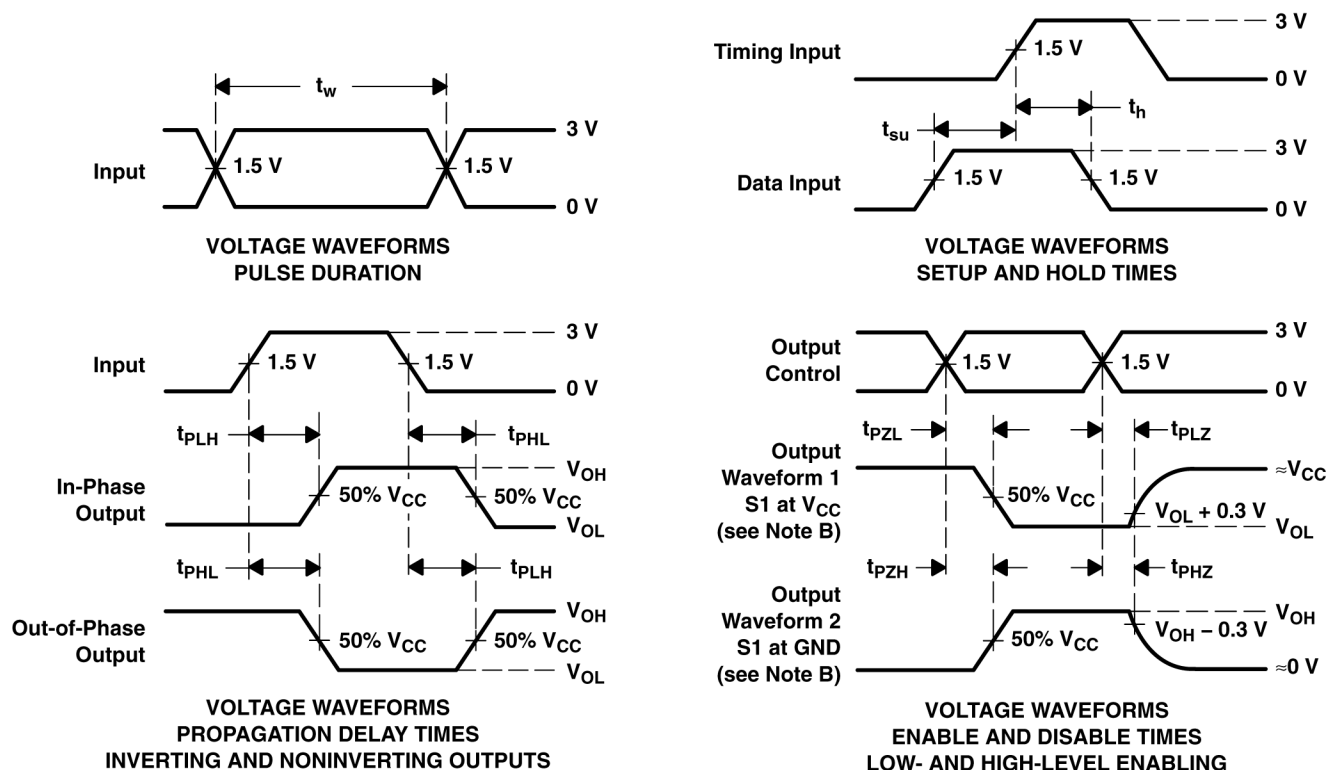 t_w
3 V
Input
1.5 V
1.5 V
0 V
VOLTAGE WAVEFORMS
PULSE DURATION
3 V
Timing Input
1.5 V
0 V
t_h
t_su
3 V
Data Input
1.5 V
1.5 V
0 V
VOLTAGE WAVEFORMS
SETUP AND HOLD TIMES
3 V
Input
1.5 V
1.5 V
0 V
t_PLH
t_PHL
V_OH
In-Phase
Output
50% V_CC
50% V_CC
V_OL
t_PHL
t_PLH
V_OH
Out-of-Phase
Output
50% V_CC
50% V_CC
V_OL
VOLTAGE WAVEFORMS
PROPAGATION DELAY TIMES
INVERTING AND NONINVERTING OUTPUTS
3 V
Output
Control
1.5 V
1.5 V
0 V
t_PZL
t_PLZ
Output
Waveform 1
S1 at V_CC
(see Note B)
≈V_CC
50% V_CC
V_OL + 0.3 V
V_OL
t_PZH
t_PHZ
Output
Waveform 2
S1 at GND
(see Note B)
V_OH
50% V_CC
V_OH – 0.3 V
≈0 V
VOLTAGE WAVEFORMS
ENABLE AND DISABLE TIMES
LOW- AND HIGH-LEVEL ENABLING